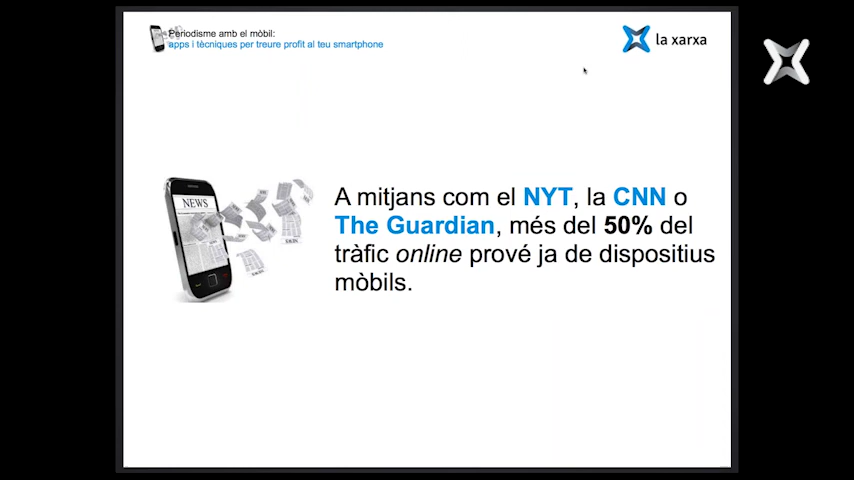 Periodisme amb el mòbil:
apps i tècniques per treure profit al teu smartphone
la xarxa
NEWS
A mitjans com el NYT, la CNN o
The Guardian, més del 50% del
tràfic online prové ja de dispositius
mòbils.